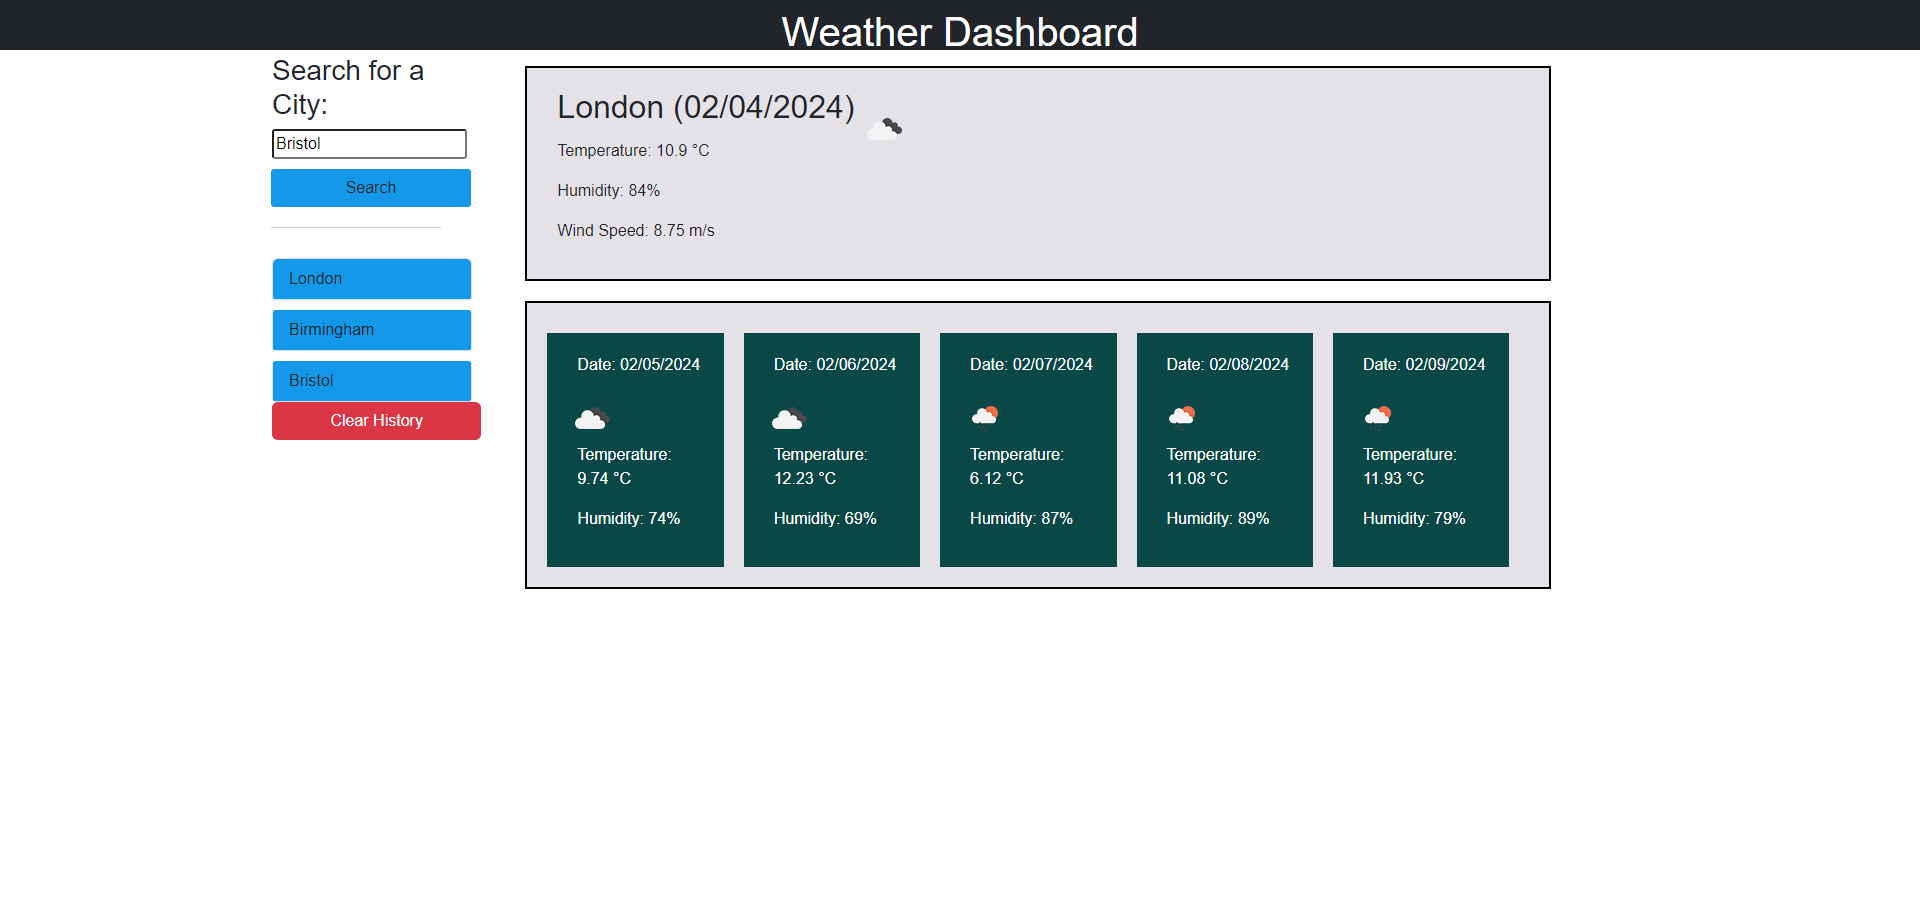 Weather Dashboard
Search for a
City:
Bristol
Search
London
Birmingham
Bristol
Clear History
London (02/04/2024)
Temperature: 10.9 °C
Humidity: 84%
Wind Speed: 8.75 m/s
Date: 02/05/2024
Temperature:
9.74 °C
Humidity: 74%
Date: 02/06/2024
Temperature:
12.23 °C
Humidity: 69%
Date: 02/07/2024
Temperature:
6.12 °C
Humidity: 87%
Date: 02/08/2024
Temperature:
11.08 °C
Humidity: 89%
Date: 02/09/2024
Temperature:
11.93 °C
Humidity: 79%